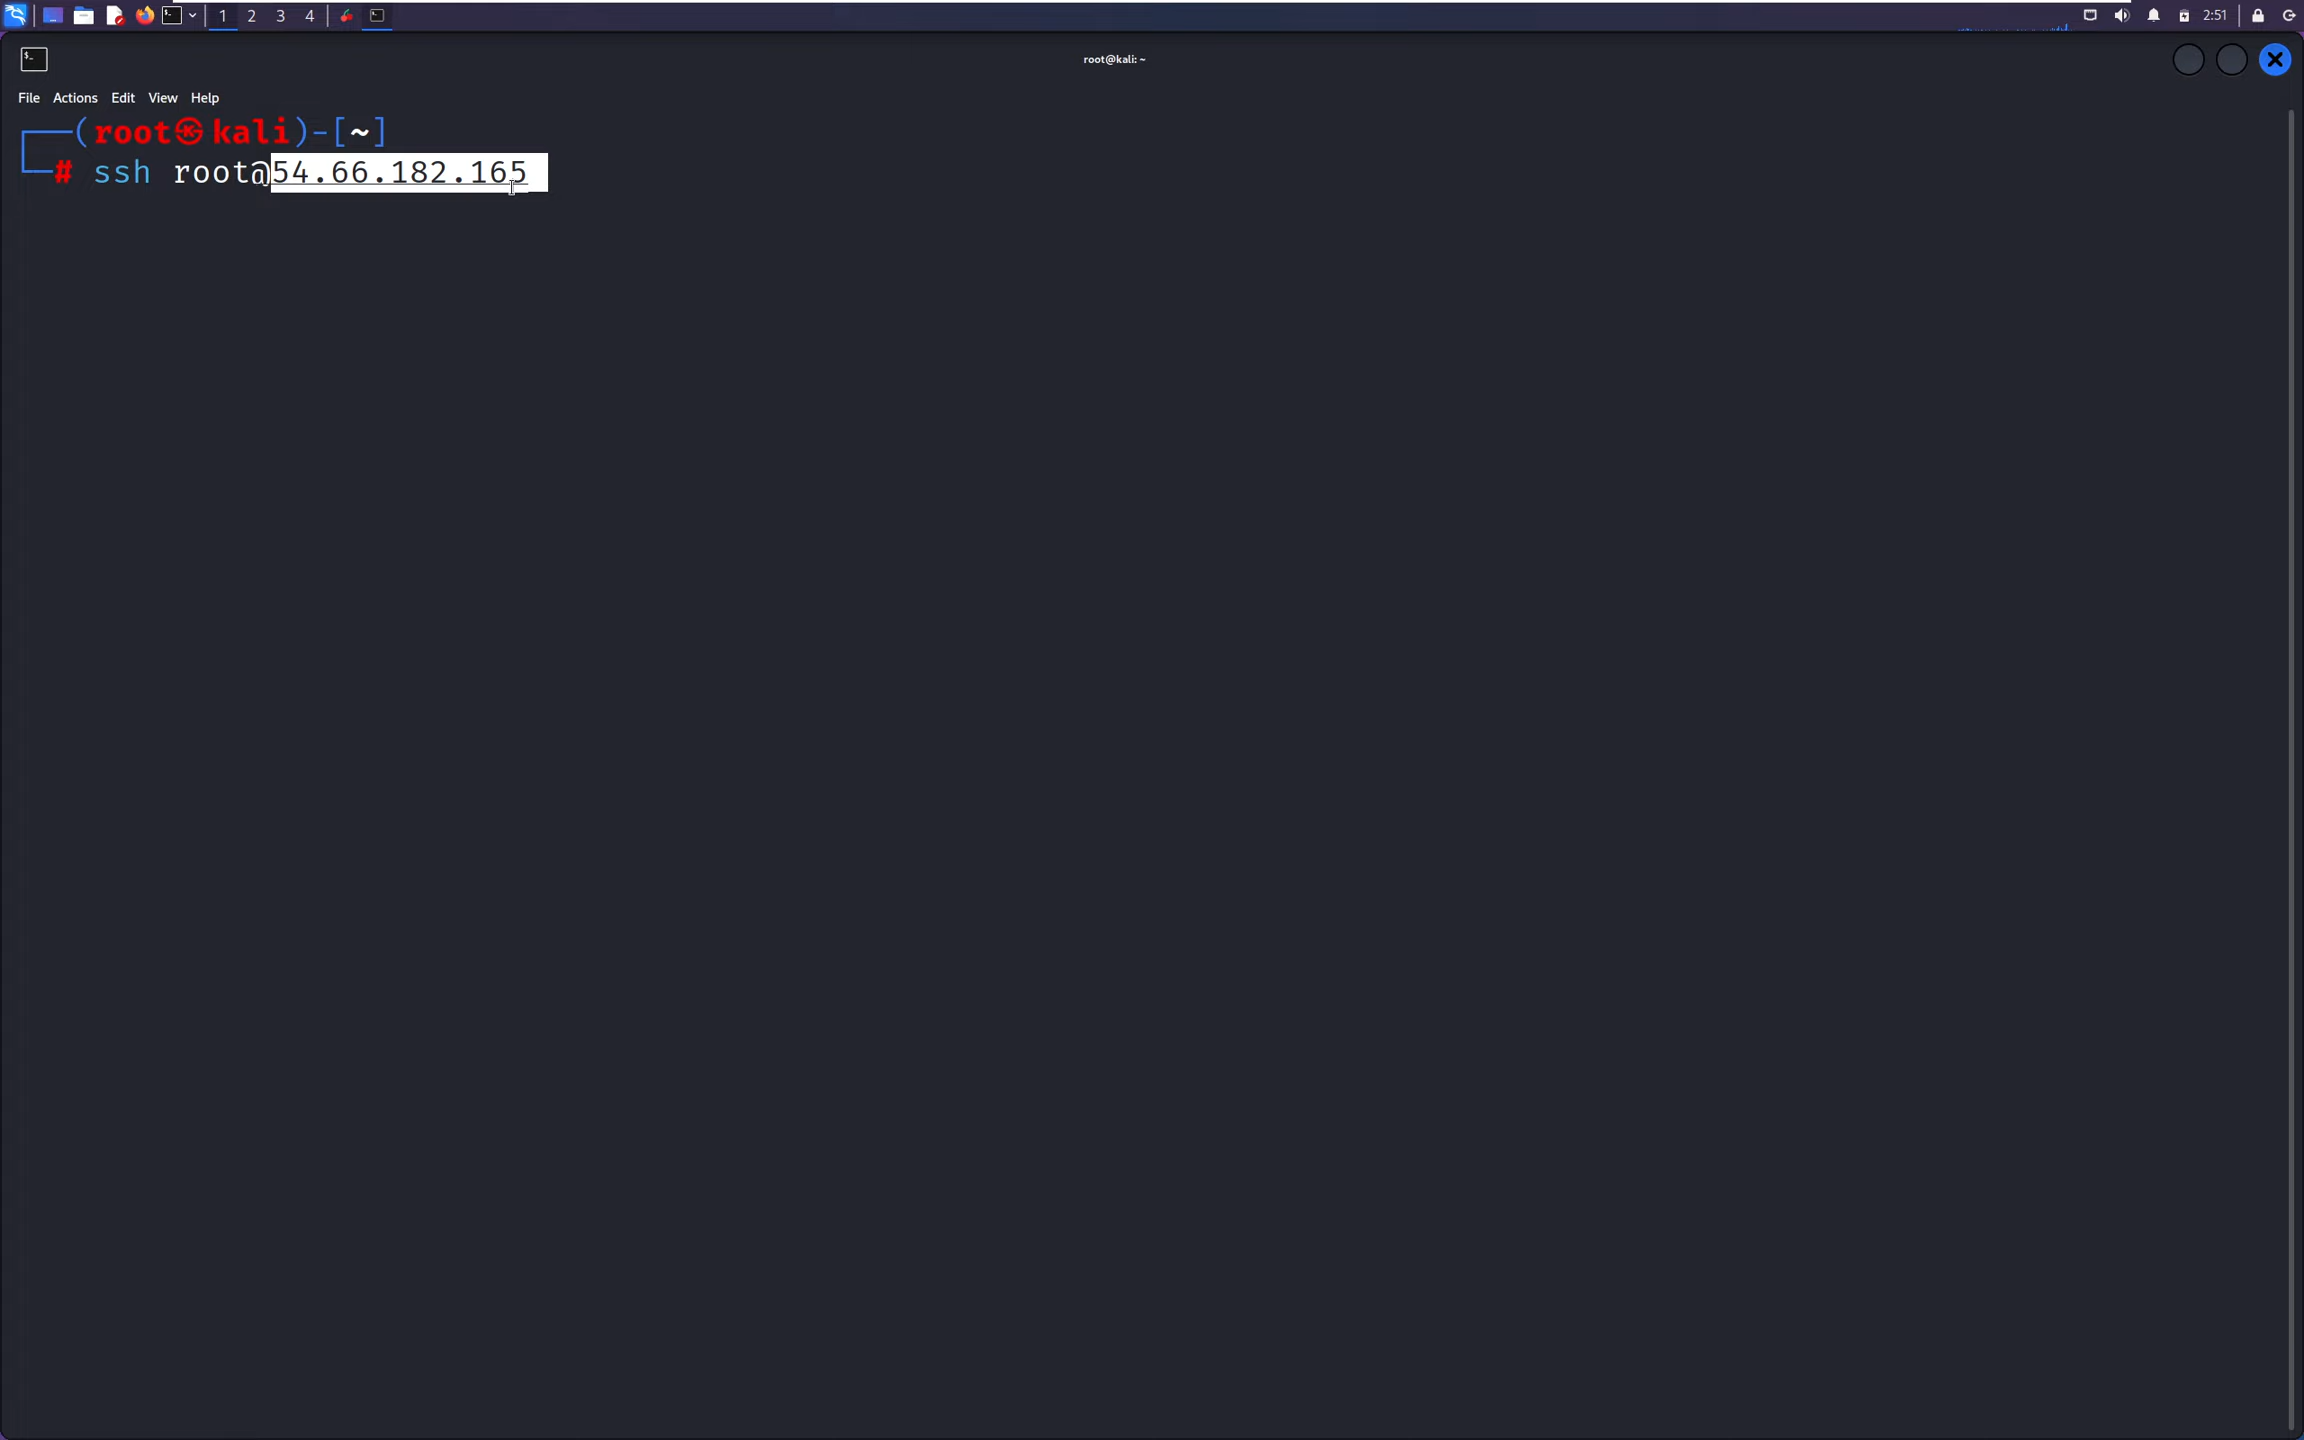 1 2 3 4 2:51
root@kali: ~
File Actions Edit View Help
┌──(root㉿kali)-[~]
└─# ssh root@54.66.182.165